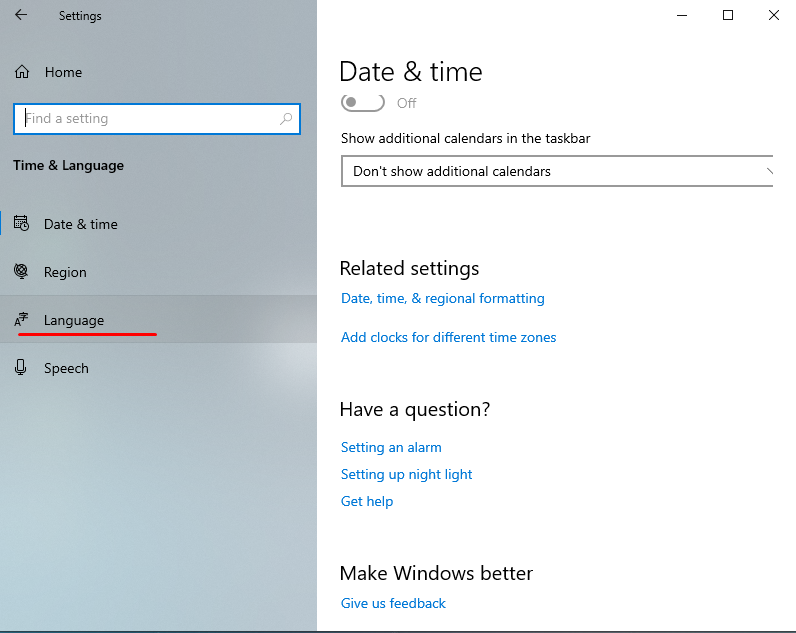 Settings
Home
Find a setting
Time & Language
Date & time
Region
Language
Speech
Date & time
Off
Show additional calendars in the taskbar
Don't show additional calendars
Related settings
Date, time, & regional formatting
Add clocks for different time zones
Have a question?
Setting an alarm
Setting up night light
Get help
Make Windows better
Give us feedback